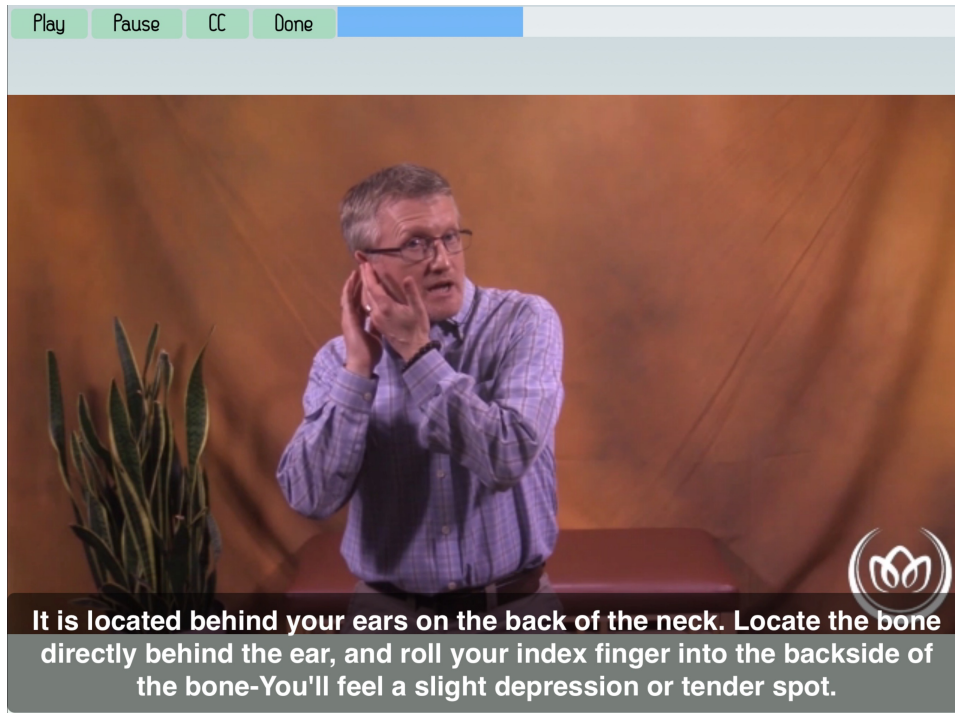 Play Pause CC Done
It is located behind your ears on the back of the neck. Locate the bone
directly behind the ear, and roll your index finger into the backside of
the bone-You'll feel a slight depression or tender spot.